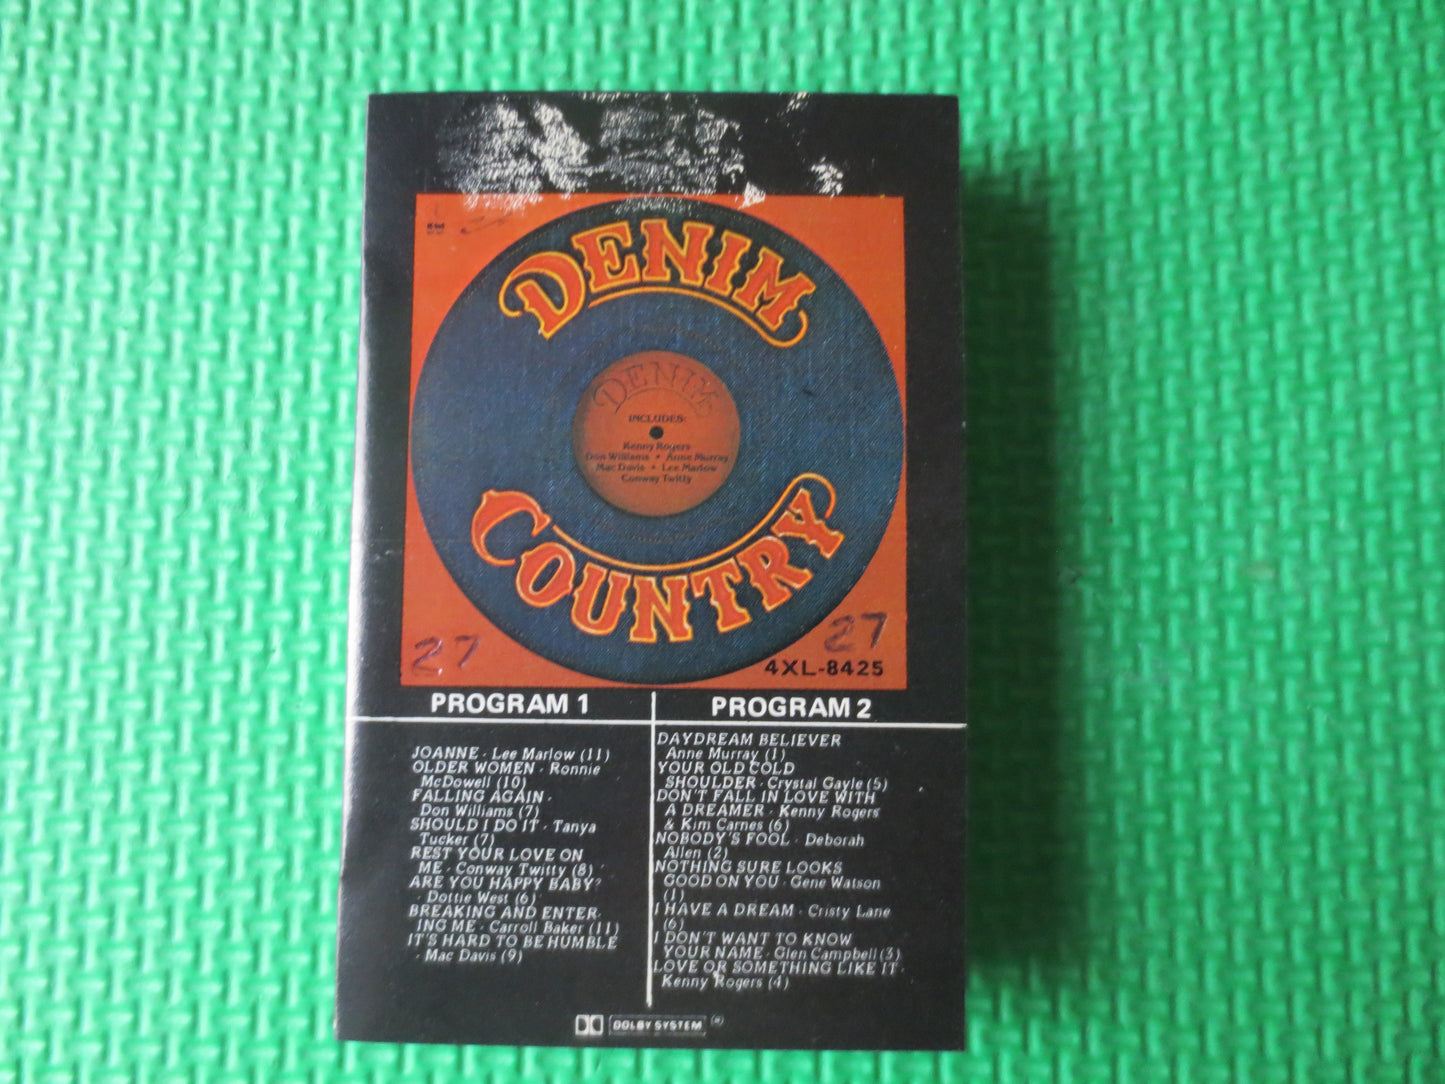 DENIM
DENIM
INCLUDES:
Kenny Rogers
Don Williams • Anne Murray
Mac Davis • Lee Marlow
Conway Twitty
COUNTRY
27
27
4XL-8425
PROGRAM 1
JOANNE - Lee Marlow (11)
OLDER WOMEN - Ronnie
McDowell (10)
FALLING AGAIN -
Don Williams (7)
SHOULD I DO IT - Tanya
Tucker (7)
REST YOUR LOVE ON
ME - Conway Twitty (8)
ARE YOU HAPPY BABY?
- Dottie West (6)
BREAKING AND ENTER-
ING ME - Carroll Baker (11)
IT'S HARD TO BE HUMBLE
- Mac Davis (9)
PROGRAM 2
DAYDREAM BELIEVER
Anne Murray (1)
YOUR OLD COLD
SHOULDER - Crystal Gayle (5)
DON'T FALL IN LOVE WITH
A DREAMER - Kenny Rogers
& Kim Carnes (6)
NOBODY'S FOOL - Deborah
Allen (2)
NOTHING SURE LOOKS
GOOD ON YOU - Gene Watson
(1)
I HAVE A DREAM - Cristy Lane
(6)
I DON'T WANT TO KNOW
YOUR NAME - Glen Campbell (3)
LOVE OR SOMETHING LIKE IT -
Kenny Rogers (4)
DOLBY SYSTEM ®